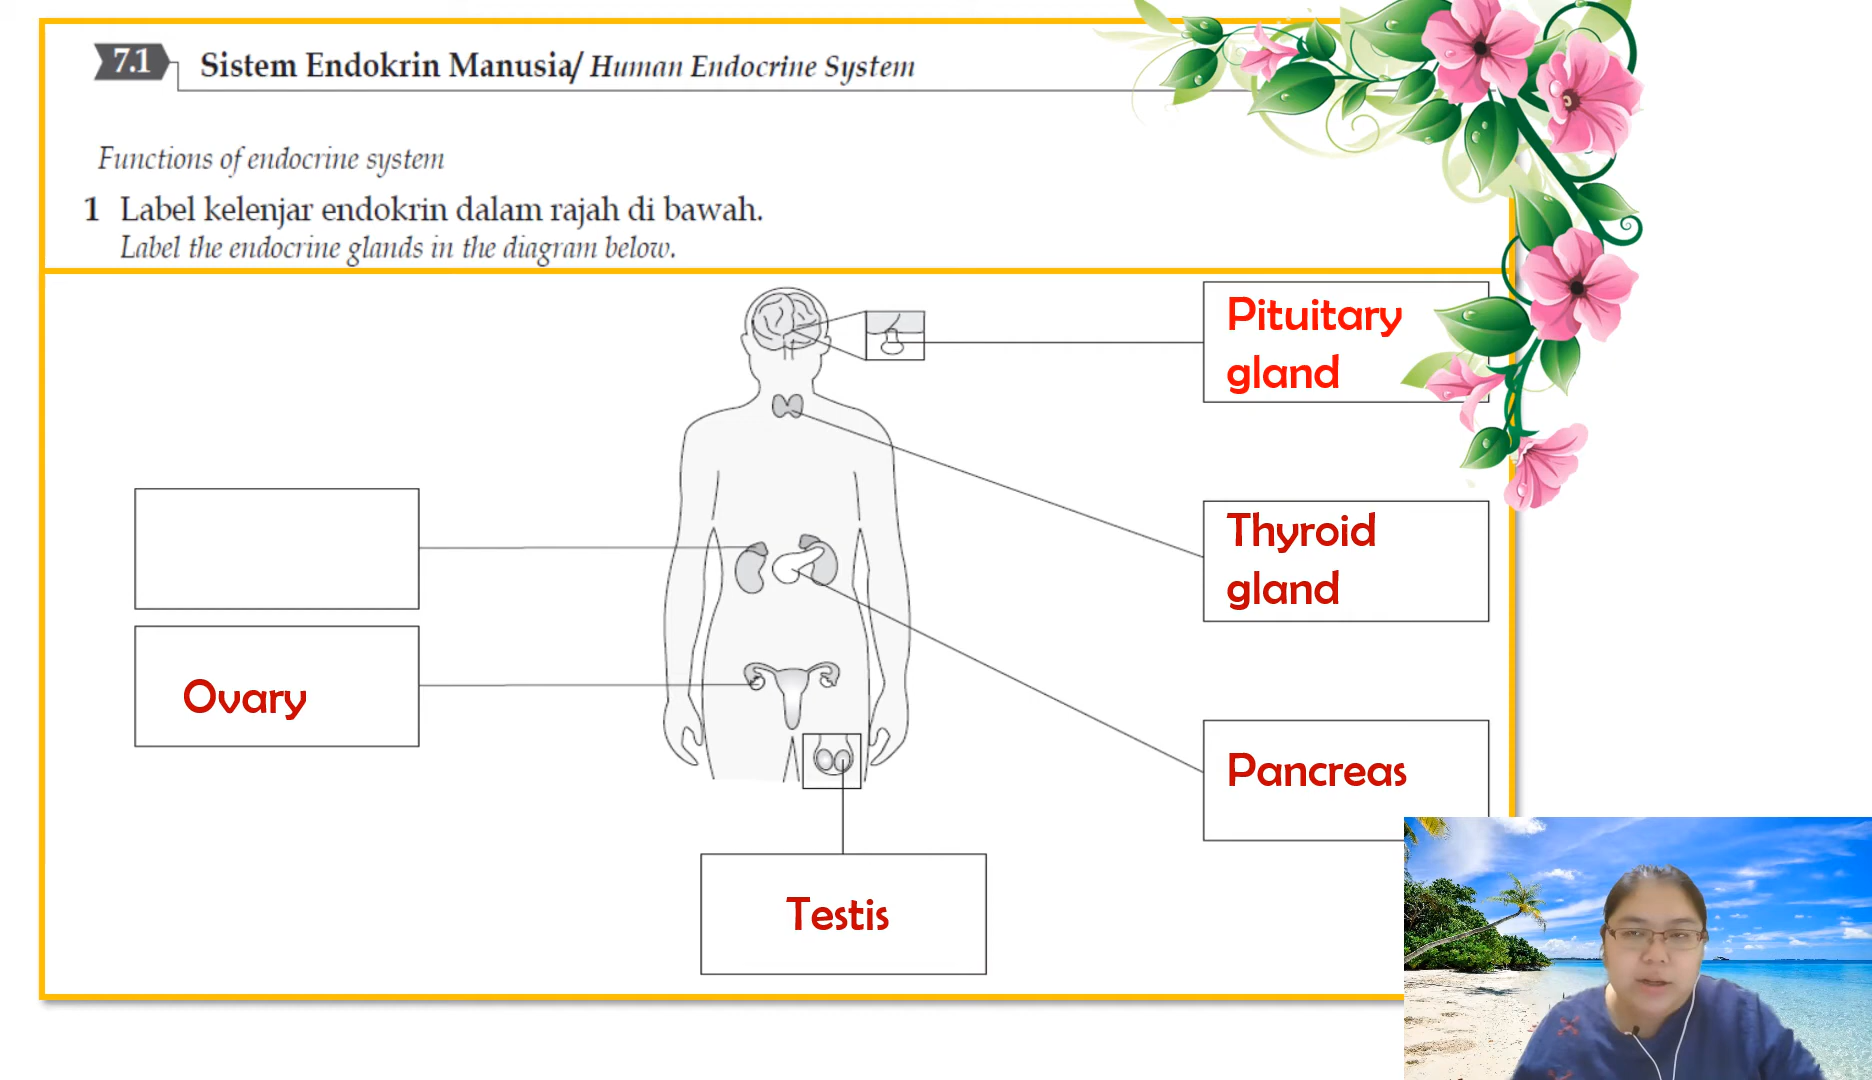 7.1 Sistem Endokrin Manusia/ Human Endocrine System
Functions of endocrine system
1 Label kelenjar endokrin dalam rajah di bawah.
Label the endocrine glands in the diagram below.
Pituitary
gland
Thyroid
gland
Ovary
Pancreas
Testis